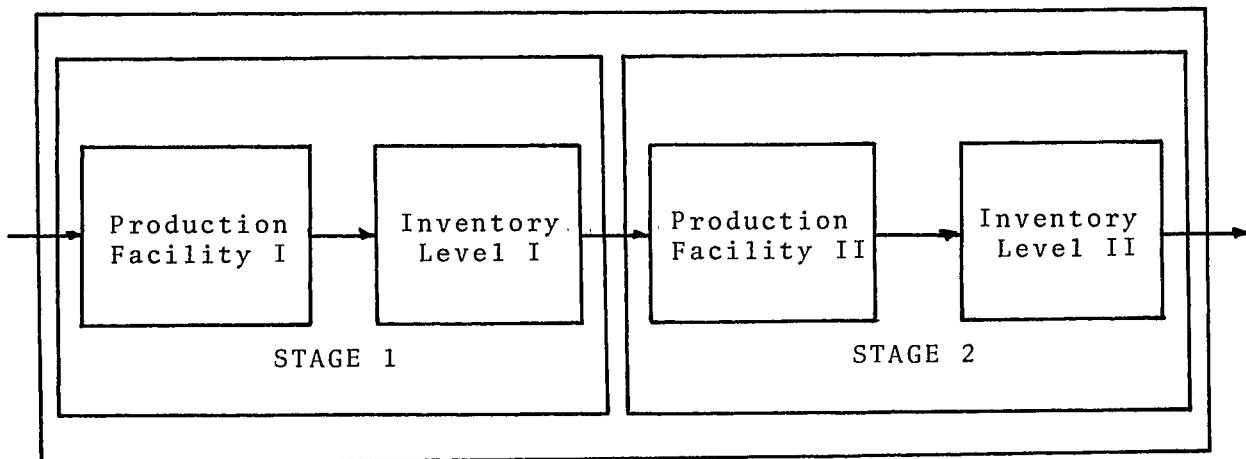 Production
Facility I
Inventory
Level I
Production
Facility II
Inventory
Level II
STAGE 1
STAGE 2